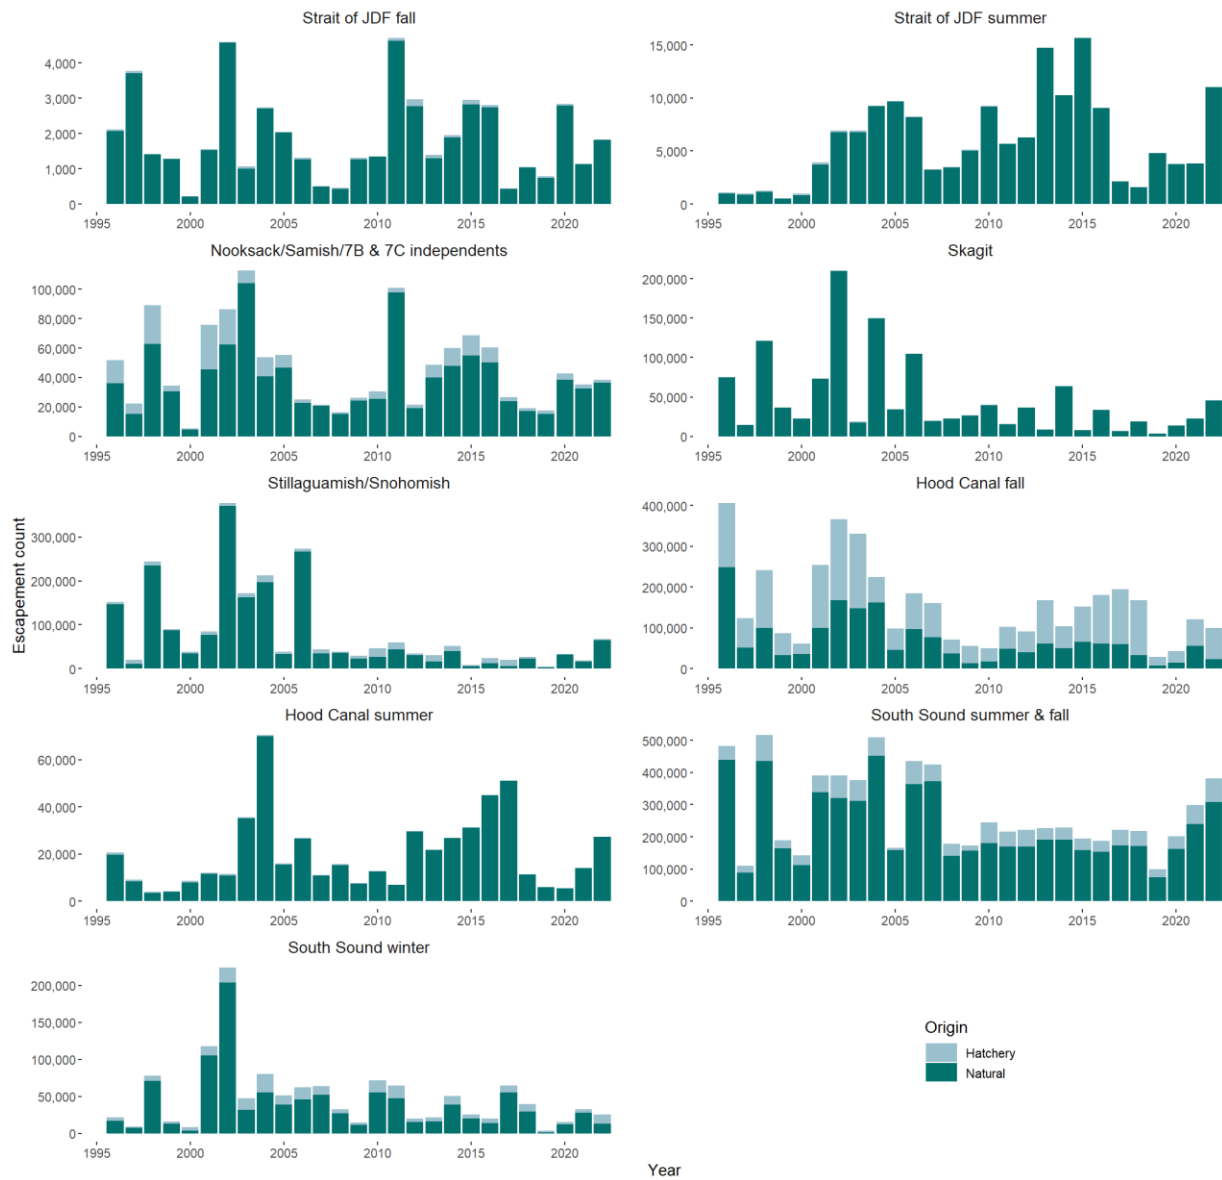 Strait of JDF fall
4,000
3,000
2,000
1,000
0
1995 2000 2005 2010 2015 2020
Strait of JDF summer
15,000
10,000
5,000
0
1995 2000 2005 2010 2015 2020
Nooksack/Samish/7B & 7C independents
100,000
80,000
60,000
40,000
20,000
0
1995 2000 2005 2010 2015 2020
Skagit
200,000
150,000
100,000
50,000
0
1995 2000 2005 2010 2015 2020
Escapement count
Stillaguamish/Snohomish
300,000
200,000
100,000
0
1995 2000 2005 2010 2015 2020
Hood Canal fall
400,000
300,000
200,000
100,000
0
1995 2000 2005 2010 2015 2020
Hood Canal summer
60,000
40,000
20,000
0
1995 2000 2005 2010 2015 2020
South Sound summer & fall
500,000
400,000
300,000
200,000
100,000
0
1995 2000 2005 2010 2015 2020
South Sound winter
200,000
150,000
100,000
50,000
0
1995 2000 2005 2010 2015 2020
Origin
Hatchery
Natural
Year